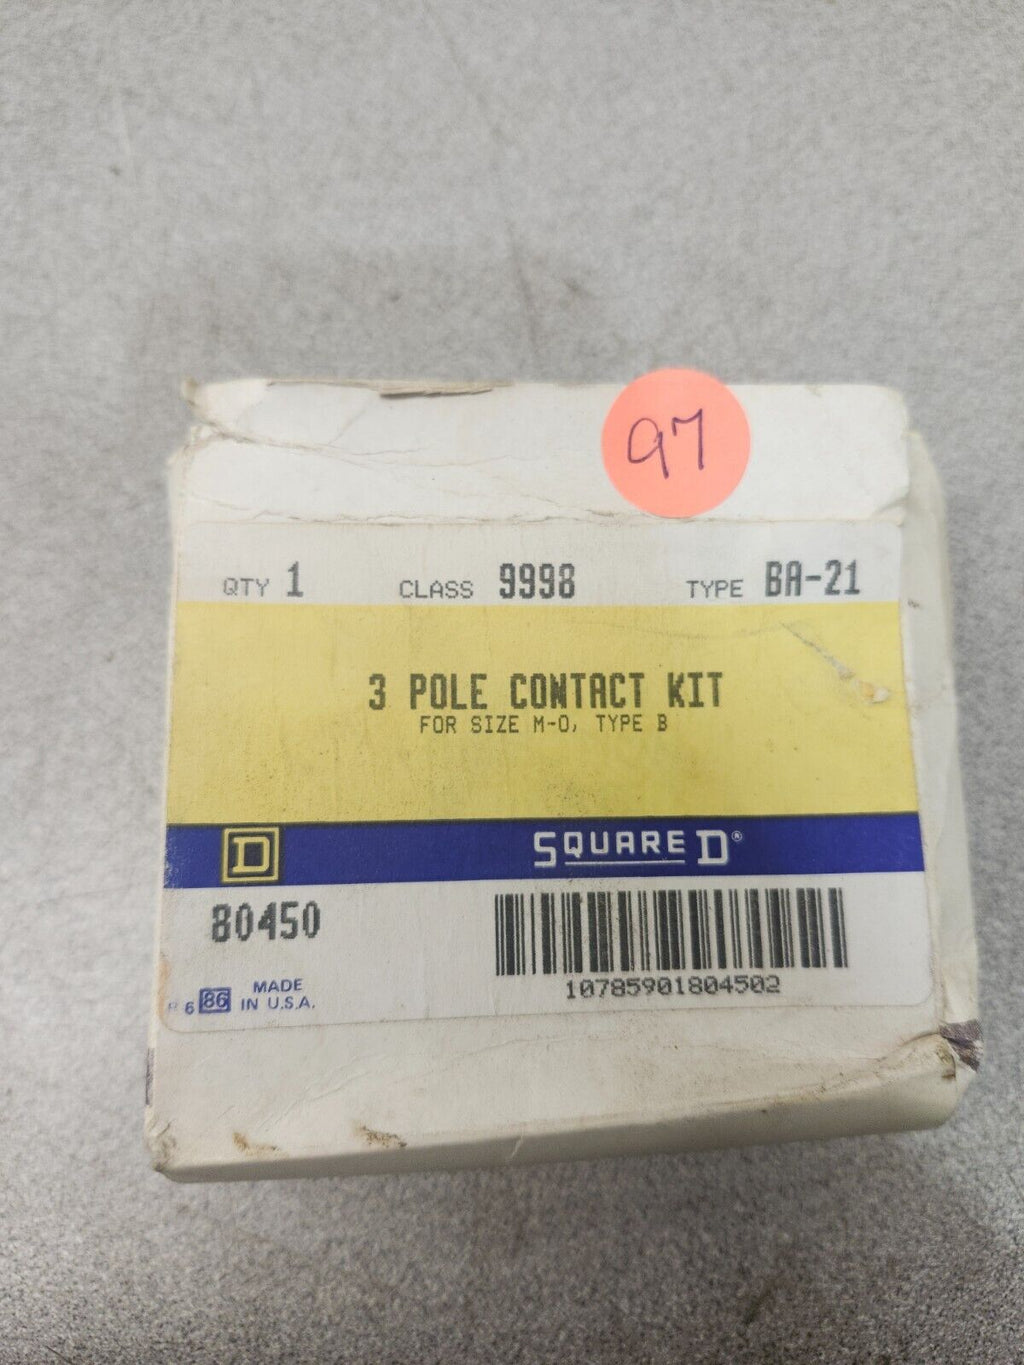 97
QTY 1 CLASS 9998 TYPE BA-21
3 POLE CONTACT KIT
FOR SIZE M-O, TYPE B
D SQUARE D®
80450
10785901804502
MADE
6 86 IN U.S.A.